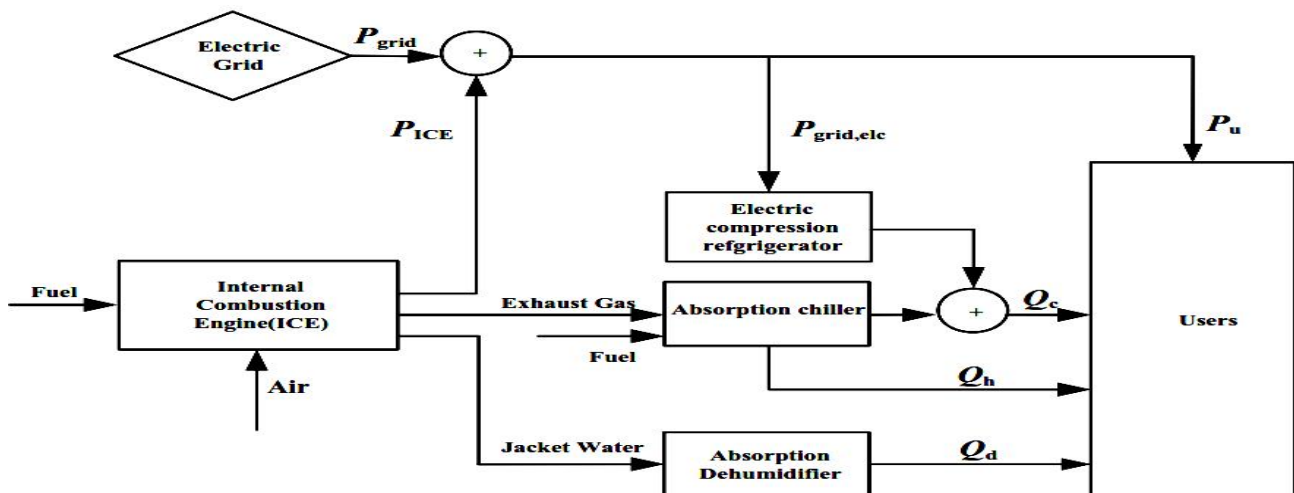 Electric
Grid
P_grid
+
P_ICE
P_grid,elc
P_u
Electric
compression
refgrigerator
Fuel
Internal
Combustion
Engine(ICE)
Exhaust Gas
Absorption chiller
+
Q_c
Users
Fuel
Air
Q_h
Jacket Water
Absorption
Dehumidifier
Q_d